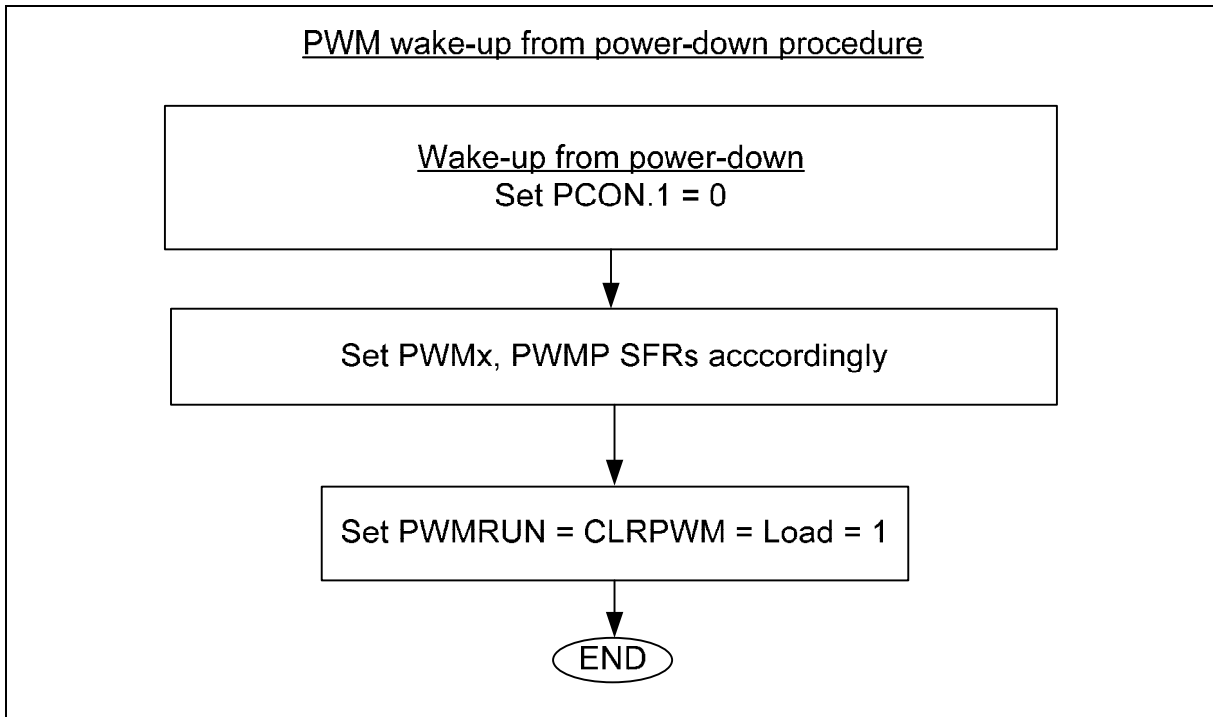 PWM wake-up from power-down procedure
Wake-up from power-down
Set PCON.1 = 0
Set PWMx, PWMP SFRs acccordingly
Set PWMRUN = CLRPWM = Load = 1
END